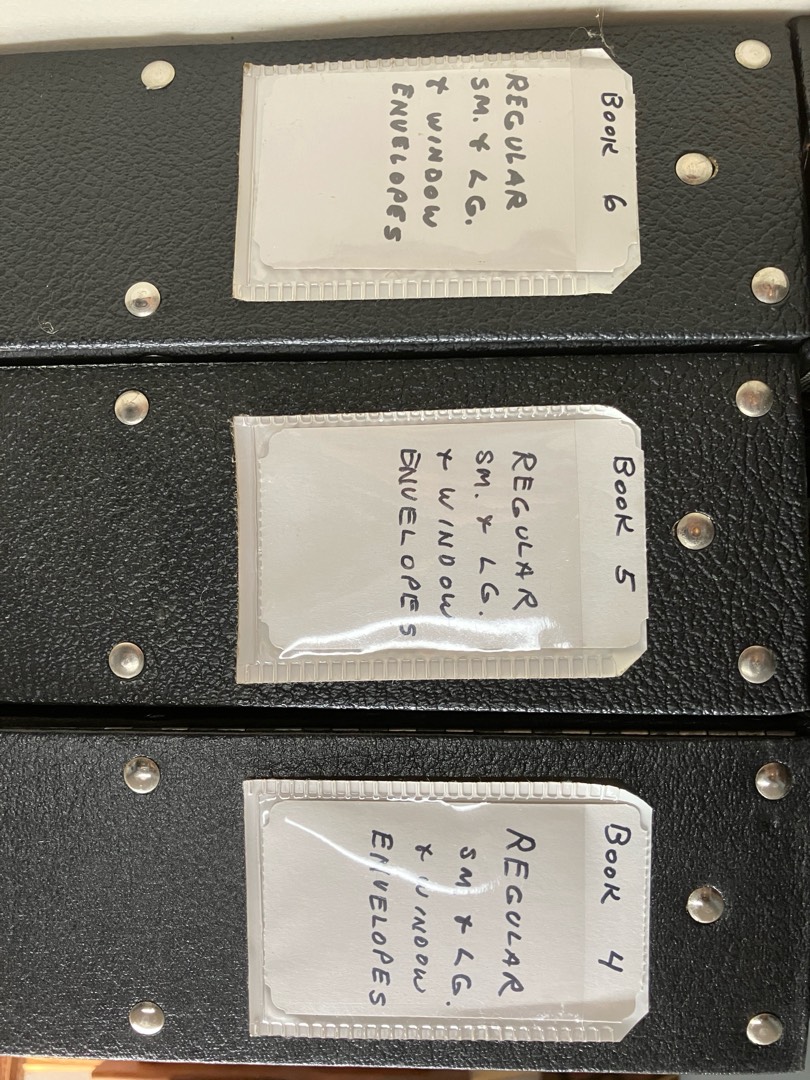 BOOK 6
REGULAR
SM. & LG.
& WINDOW
ENVELOPES
BOOK 5
REGULAR
SM. & LG.
& WINDOW
ENVELOPES
BOOK 4
REGULAR
SM & LG.
& WINDOW
ENVELOPES